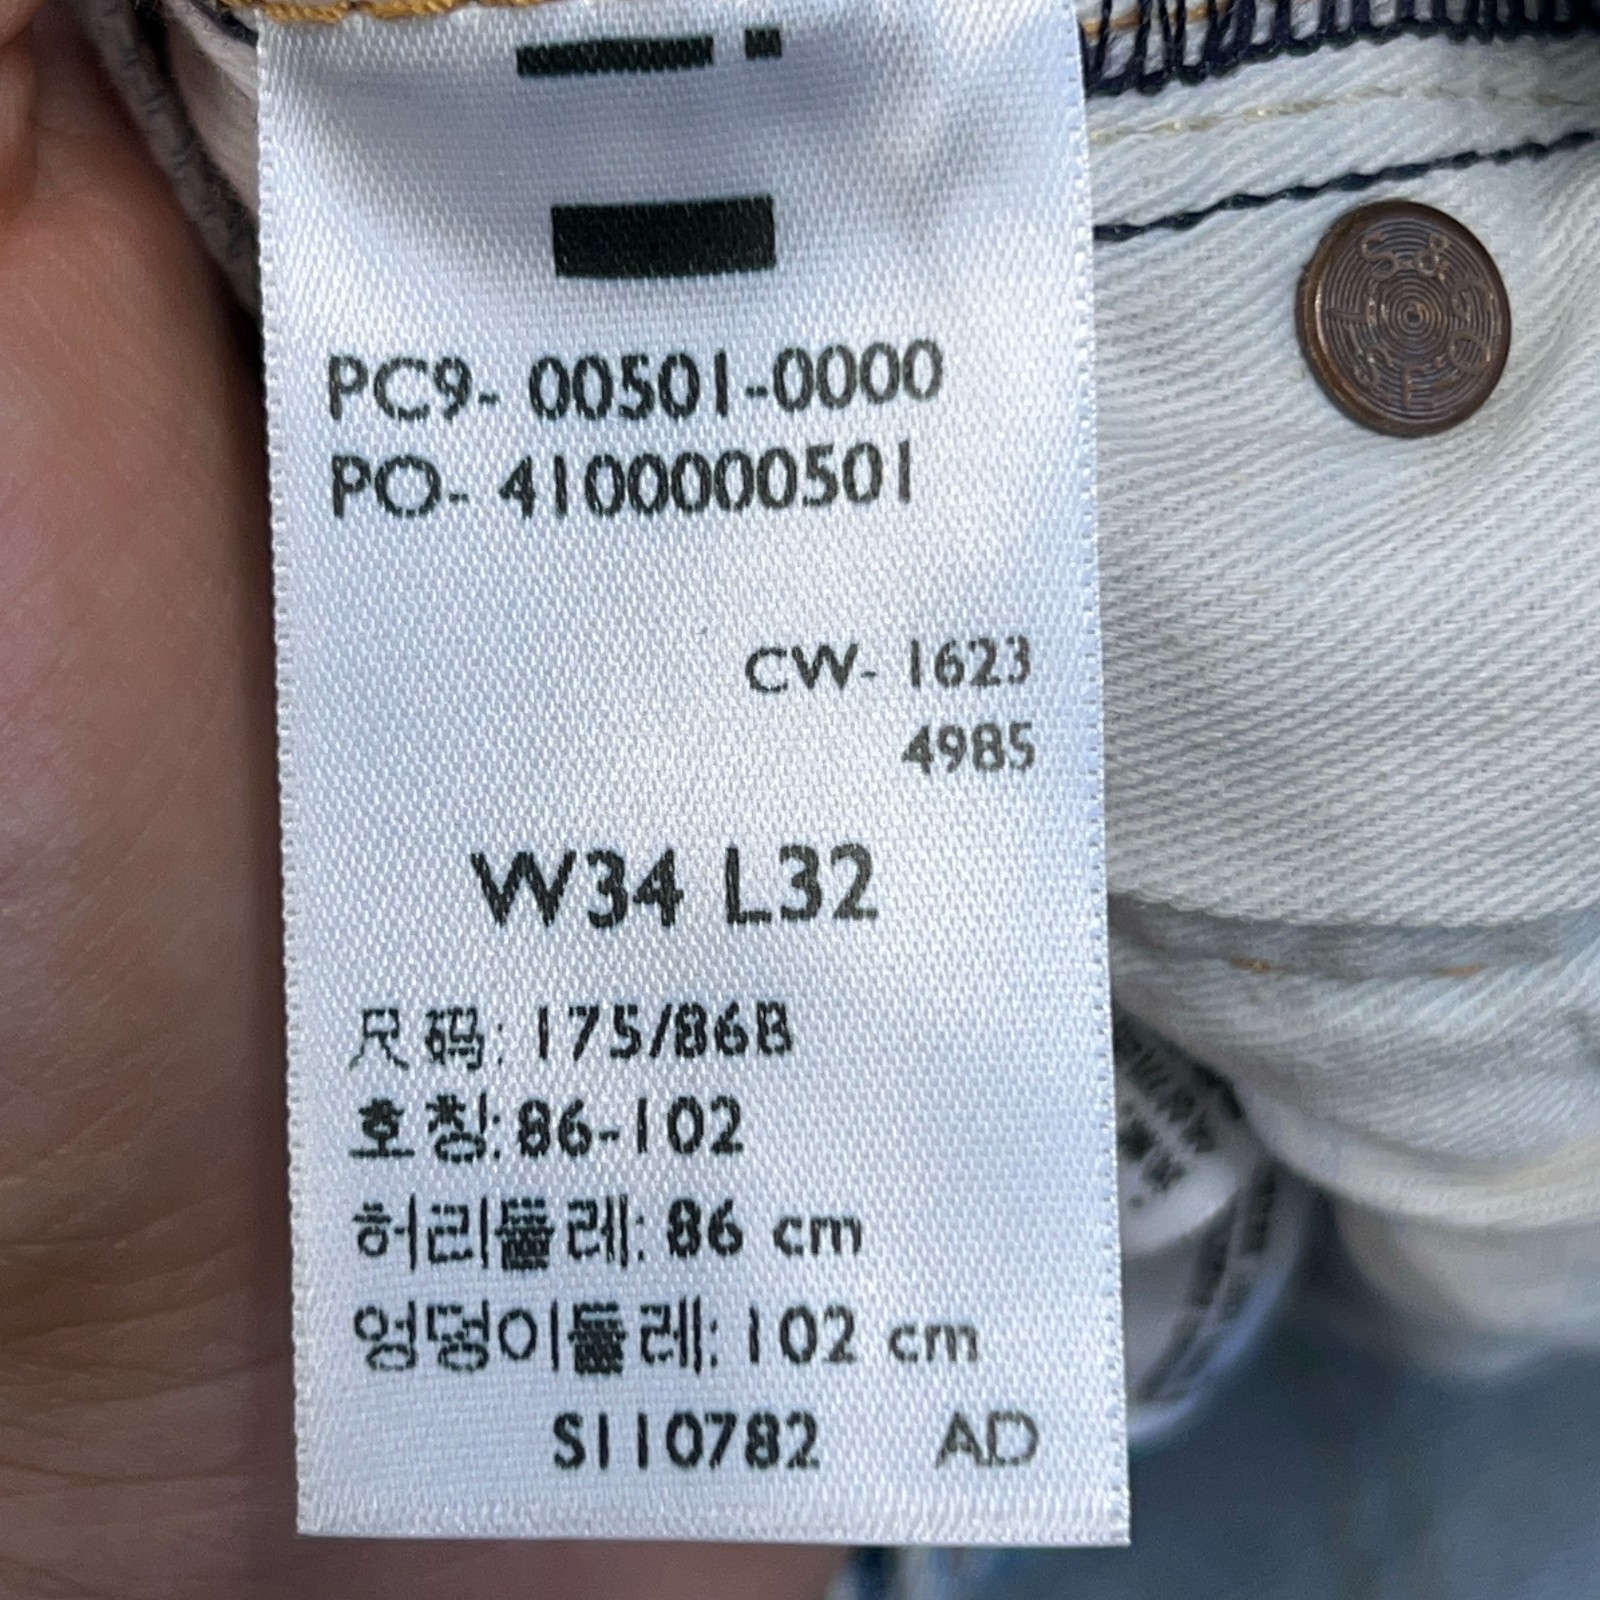 PC9- 00501-0000
PO- 4100000501
CW- 1623
4985
W34 L32
尺码: 175/86B
호칭: 86-102
허리둘레: 86 cm
엉덩이둘레: 102 cm
S110782 AD